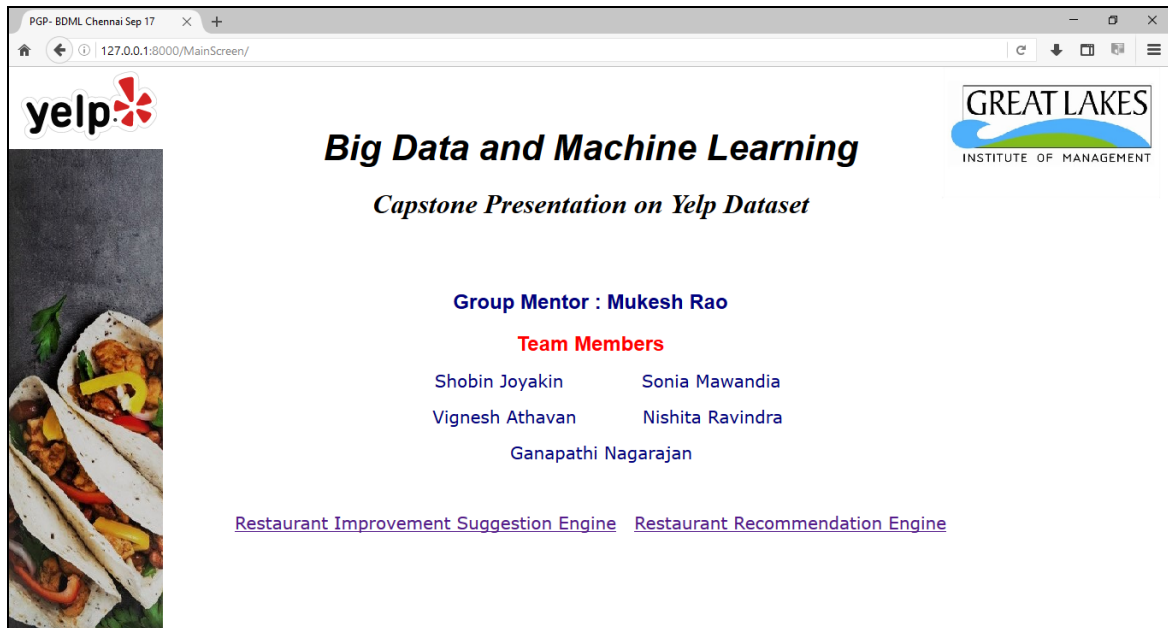 PGP- BDML Chennai Sep 17
127.0.0.1:8000/MainScreen/
yelp
GREAT LAKES
INSTITUTE OF MANAGEMENT
Big Data and Machine Learning
Capstone Presentation on Yelp Dataset
Group Mentor : Mukesh Rao
Team Members
Shobin Joyakin Sonia Mawandia
Vignesh Athavan Nishita Ravindra
Ganapathi Nagarajan
Restaurant Improvement Suggestion Engine Restaurant Recommendation Engine